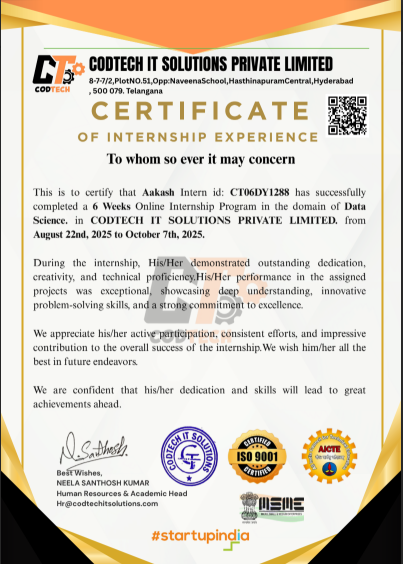 CODTECH IT SOLUTIONS PRIVATE LIMITED
8-7-7/2,PlotNO.51,Opp:NaveenaSchool,HasthinapuramCentral,Hyderabad
, 500 079. Telangana
CT
CODTECH
CERTIFICATE
OF INTERNSHIP EXPERIENCE
To whom so ever it may concern
This is to certify that Aakash Intern id: CT06DY1288 has successfully
completed a 6 Weeks Online Internship Program in the domain of Data
Science. in CODTECH IT SOLUTIONS PRIVATE LIMITED. from
August 22nd, 2025 to October 7th, 2025.
During the internship, His/Her demonstrated outstanding dedication,
creativity, and technical proficiency.His/Her performance in the assigned
projects was exceptional, showcasing deep understanding, innovative
problem-solving skills, and a strong commitment to excellence.
CODTECH
We appreciate his/her active participation, consistent efforts, and impressive
contribution to the overall success of the internship.We wish him/her all the
best in future endeavors.
We are confident that his/her dedication and skills will lead to great
achievements ahead.
N. Santhosh.
Best Wishes,
NEELA SANTHOSH KUMAR
Human Resources & Academic Head
Hr@codtechitsolutions.com
CODTECH IT SOLUTIONS
CERTIFIED
ISO 9001
CERTIFIED
AICTE
MSME
#startupindia